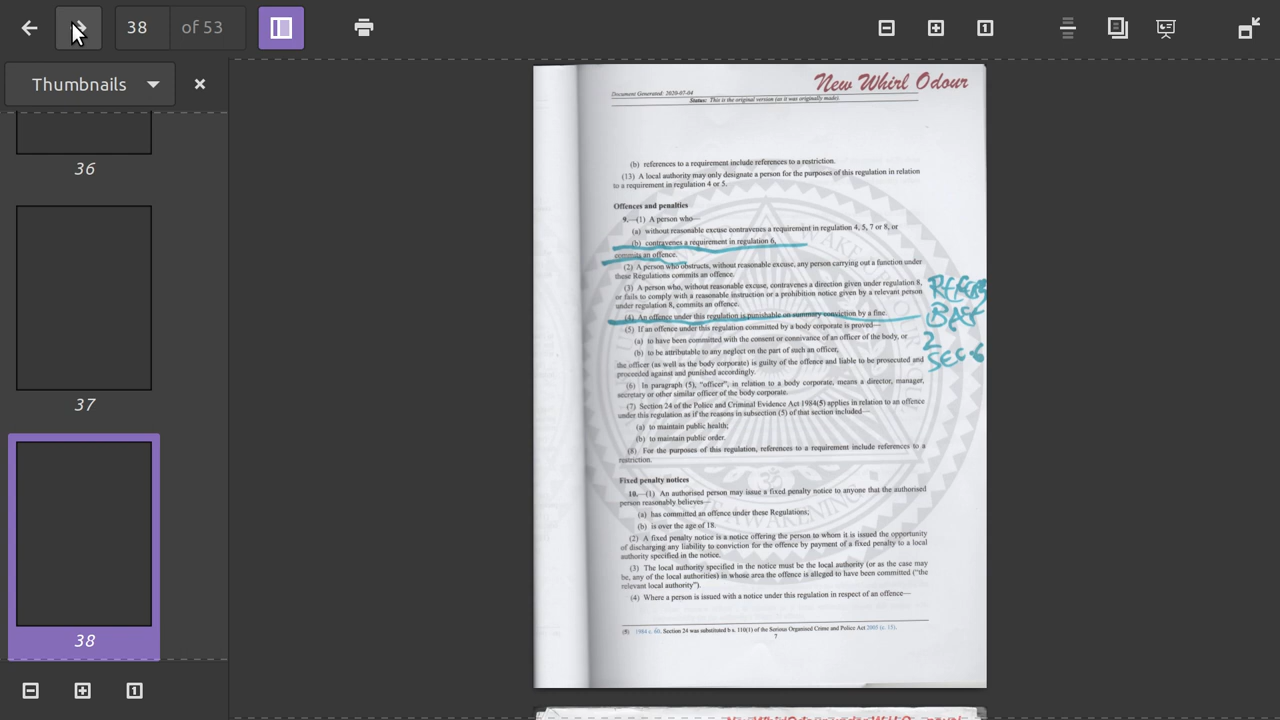 38
of 53
Thumbnails
36
37
38
New Whirl Odour
Document Generated: 2020-07-04
Status: This is the original version (as it was originally made).
(b) references to a requirement include references to a restriction.
(13) A local authority may only designate a person for the purposes of this regulation in relation
to a requirement in regulation 4 or 5.
Offences and penalties
9.—(1) A person who—
(a) without reasonable excuse contravenes a requirement in regulation 4, 5, 7 or 8, or
(b) contravenes a requirement in regulation 6,
commits an offence.
(2) A person who obstructs, without reasonable excuse, any person carrying out a function under
these Regulations commits an offence.
(3) A person who, without reasonable excuse, contravenes a direction given under regulation 8,
or fails to comply with a reasonable instruction or a prohibition notice given by a relevant person
under regulation 8, commits an offence.
(4) An offence under this regulation is punishable on summary conviction by a fine.
(5) If an offence under this regulation committed by a body corporate is proved—
(a) to have been committed with the consent or connivance of an officer of the body, or
(b) to be attributable to any neglect on the part of such an officer,
the officer (as well as the body corporate) is guilty of the offence and liable to be prosecuted and
proceeded against and punished accordingly.
(6) In paragraph (5), “officer”, in relation to a body corporate, means a director, manager,
secretary or other similar officer of the body corporate.
(7) Section 24 of the Police and Criminal Evidence Act 1984(5) applies in relation to an offence
under this regulation as if the reasons in subsection (5) of that section included—
(a) to maintain public health;
(b) to maintain public order.
(8) For the purposes of this regulation, references to a requirement include references to a
restriction.
Fixed penalty notices
10.—(1) An authorised person may issue a fixed penalty notice to anyone that the authorised
person reasonably believes—
(a) has committed an offence under these Regulations;
(b) is over the age of 18.
(2) A fixed penalty notice is a notice offering the person to whom it is issued the opportunity
of discharging any liability to conviction for the offence by payment of a fixed penalty to a local
authority specified in the notice.
(3) The local authority specified in the notice must be the local authority (or as the case may
be, any of the local authorities) in whose area the offence is alleged to have been committed (“the
relevant local authority”).
(4) Where a person is issued with a notice under this regulation in respect of an offence—
(5) 1984 c. 60. Section 24 was substituted b s. 110(1) of the Serious Organised Crime and Police Act 2005 (c. 15).
7
BACK
2
SEC 6